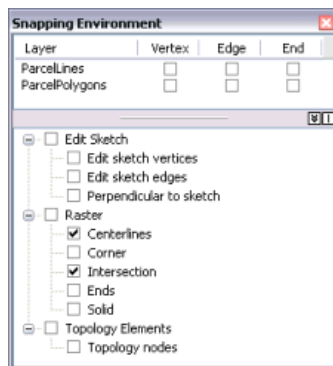 Snapping Environment
Layer Vertex Edge End
ParcelLines
ParcelPolygons
Edit Sketch
Edit sketch vertices
Edit sketch edges
Perpendicular to sketch
Raster
Centerlines
Corner
Intersection
Ends
Solid
Topology Elements
Topology nodes